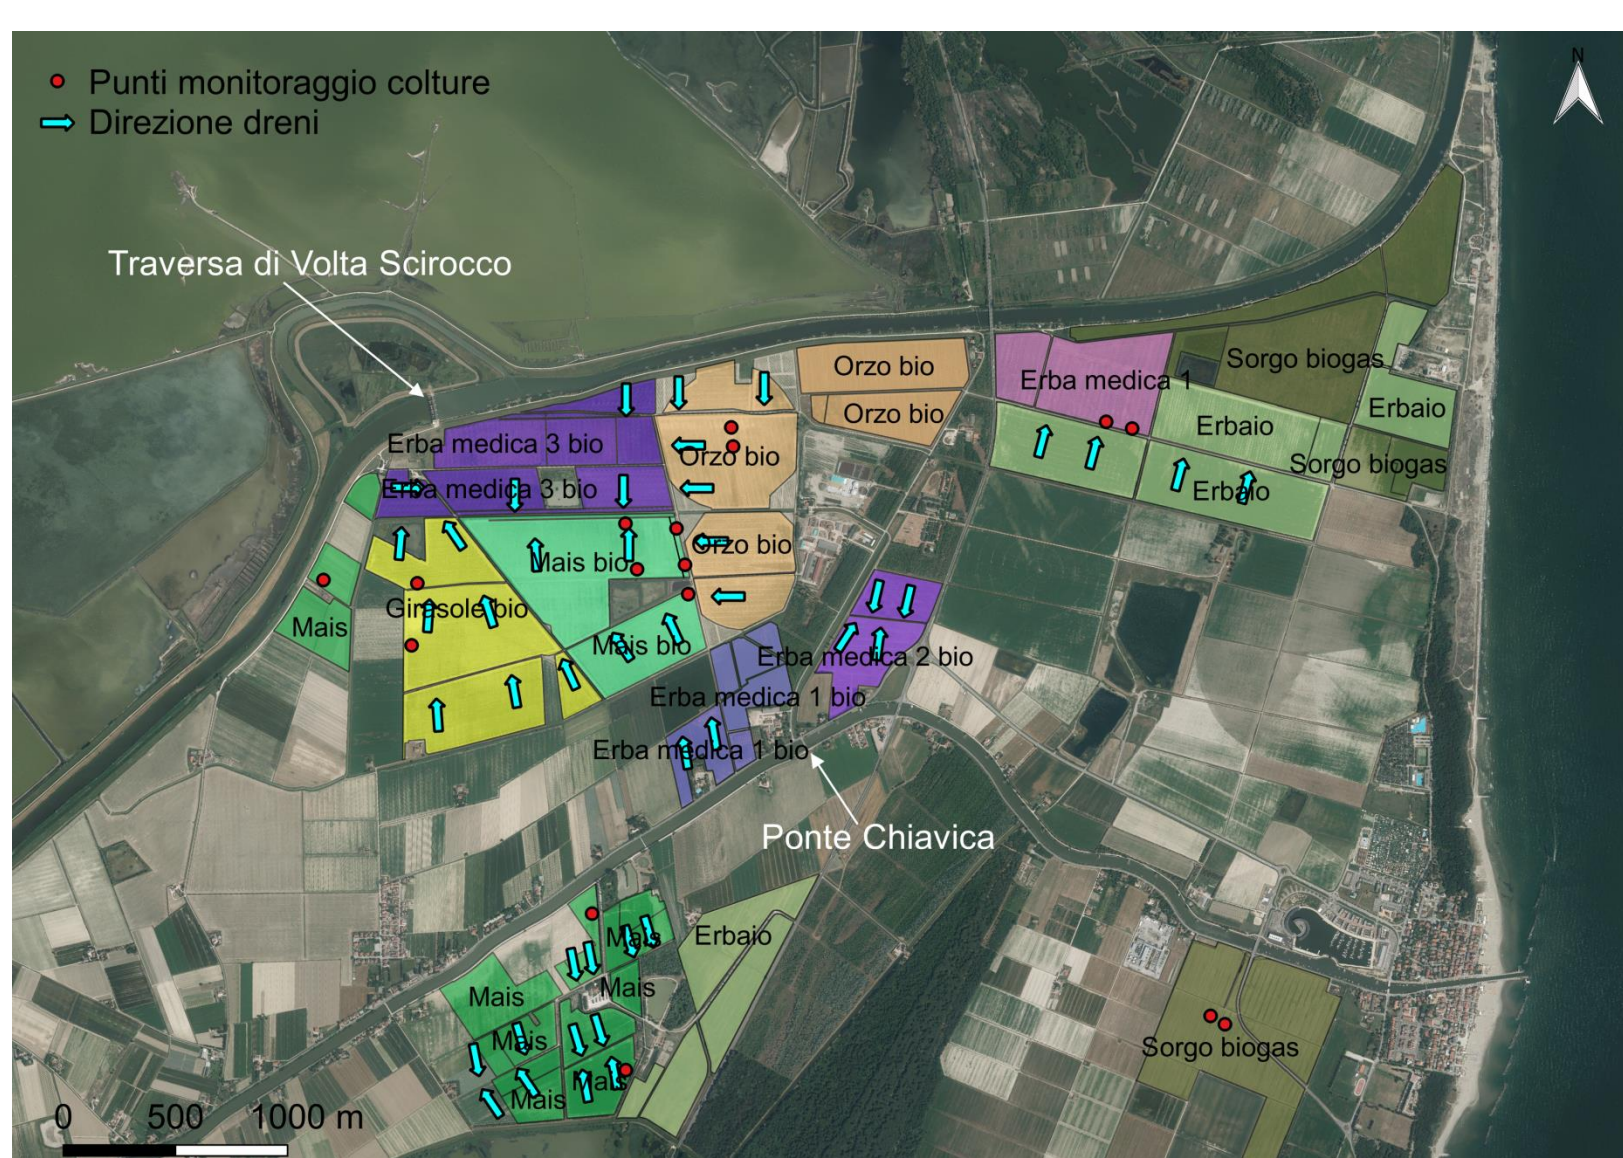 N
Punti monitoraggio colture
Direzione dreni
Traversa di Volta Scirocco
Orzo bio
Sorgo biogas
Erba medica 1
Orzo bio
Erbaio
Erbaio
Erba medica 3 bio
Orzo bio
Sorgo biogas
Erba medica 3 bio
Erbaio
Orzo bio
Mais bio
Girasole bio
Mais
Mais bio
Erba medica 2 bio
Erba medica 1 bio
Erba medica 1 bio
Ponte Chiavica
Mais
Erbaio
Mais
Mais
Mais
Sorgo biogas
Mais
Mais
0 500 1000 m